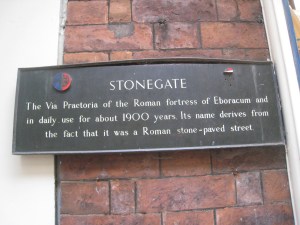 STONEGATE
The Via Praetoria of the Roman fortress of Eboracum and
in daily use for about 1900 years. Its name derives from
the fact that it was a Roman stone-paved street.